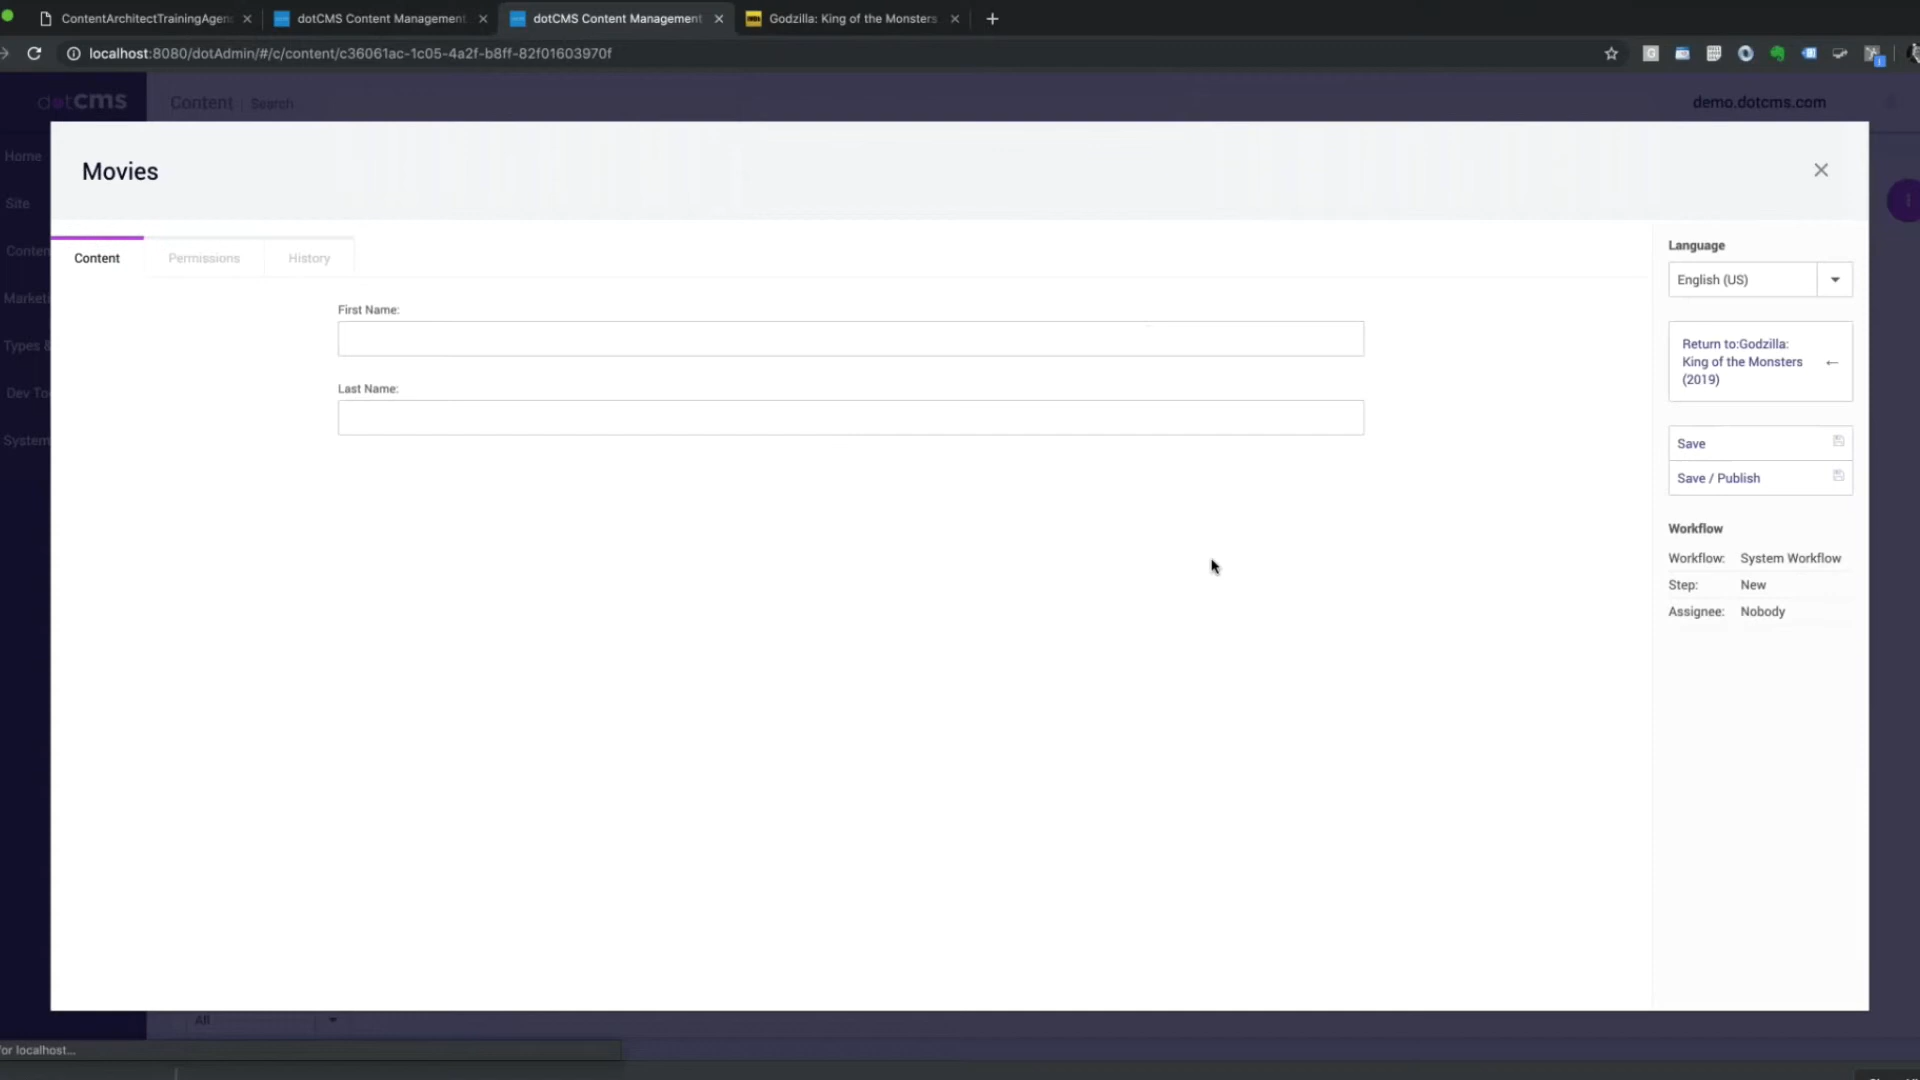 ContentArchitectTrainingAgen
dotCMS Content Management
dotCMS Content Management
Godzilla: King of the Monsters
localhost:8080/dotAdmin/#/c/content/c36061ac-1c05-4a2f-b8ff-82f01603970f
dotCMS
Content | Search
demo.dotcms.com
Home
Site
Conten
Marketi
Types &
Dev Too
System
Movies
Content
Permissions
History
First Name:
Last Name:
Language
English (US)
Return to:Godzilla:
King of the Monsters
(2019)
Save
Save / Publish
Workflow
Workflow: System Workflow
Step: New
Assignee: Nobody
All
for localhost...